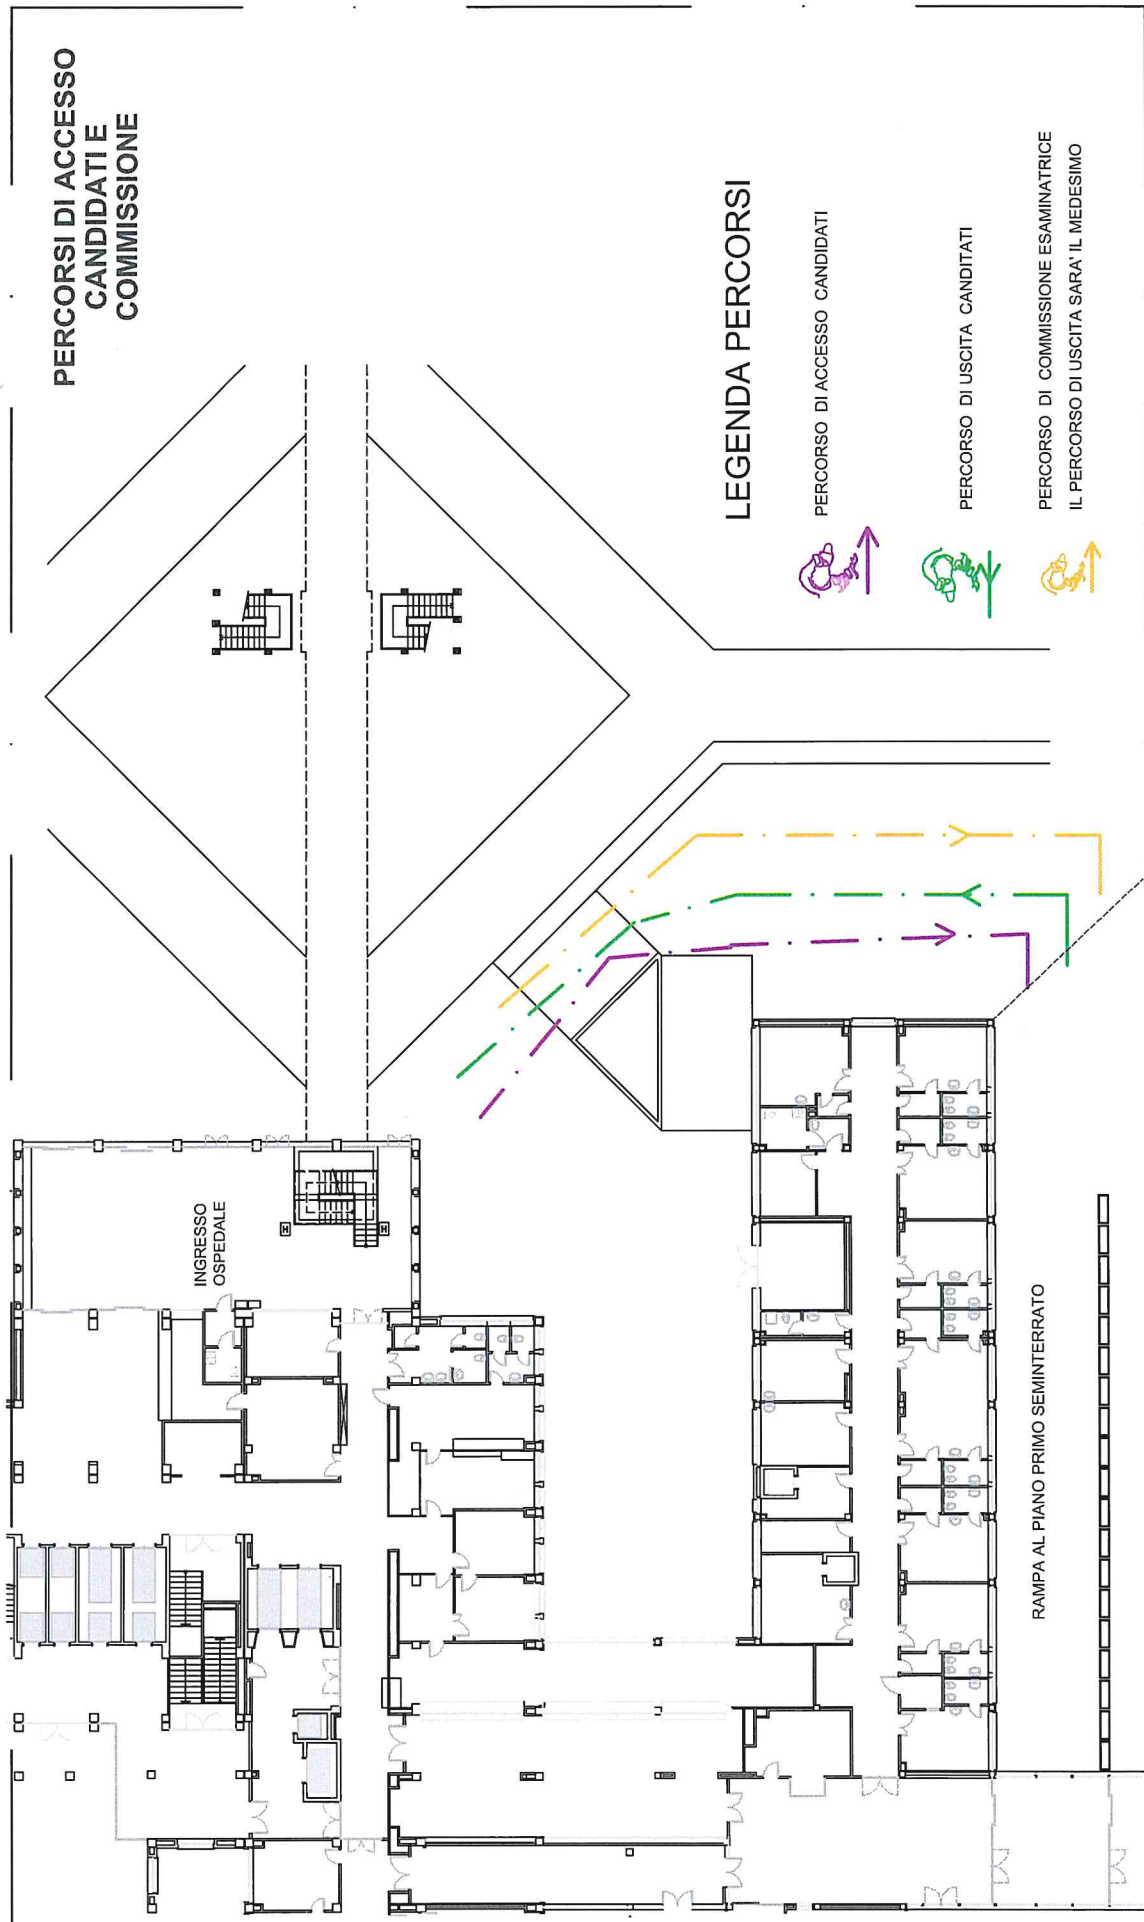 PERCORSI DI ACCESSO
CANDIDATI E
COMMISSIONE
INGRESSO
OSPEDALE
LEGENDA PERCORSI
PERCORSO DI ACCESSO CANDIDATI
PERCORSO DI USCITA CANDITATI
PERCORSO DI COMMISSIONE ESAMINATRICE
IL PERCORSO DI USCITA SARA' IL MEDESIMO
RAMPA AL PIANO PRIMO SEMINTERRATO
H
H